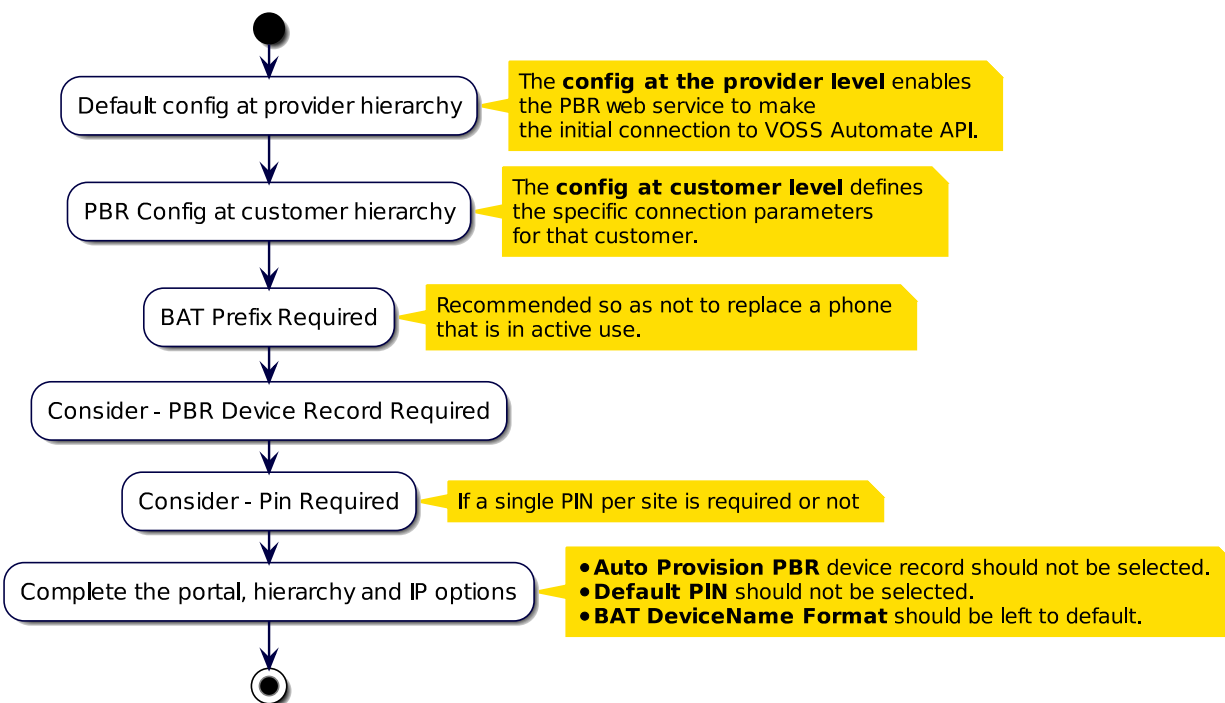 Default config at provider hierarchy
The config at the provider level enables
the PBR web service to make
the initial connection to VOSS Automate API.
PBR Config at customer hierarchy
The config at customer level defines
the specific connection parameters
for that customer.
BAT Prefix Required
Recommended so as not to replace a phone
that is in active use.
Consider - PBR Device Record Required
Consider - Pin Required
If a single PIN per site is required or not
Complete the portal, hierarchy and IP options
• Auto Provision PBR device record should not be selected.
• Default PIN should not be selected.
• BAT DeviceName Format should be left to default.